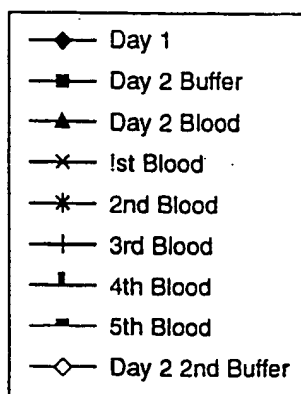 Day 1
Day 2 Buffer
Day 2 Blood
!st Blood
2nd Blood
3rd Blood
4th Blood
5th Blood
Day 2 2nd Buffer